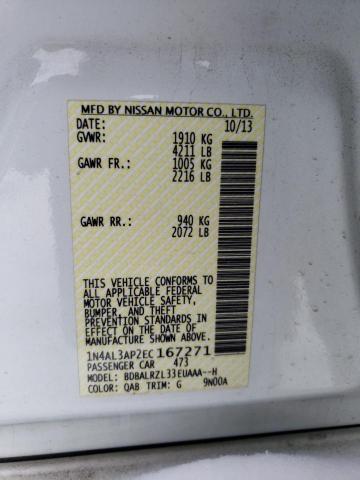 MFD BY NISSAN MOTOR CO., LTD.
DATE: 10/13
GVWR: 1910 KG
4211 LB
GAWR FR.: 1005 KG
2216 LB
GAWR RR.: 940 KG
2072 LB
THIS VEHICLE CONFORMS TO
ALL APPLICABLE FEDERAL
MOTOR VEHICLE SAFETY,
BUMPER, AND THEFT
PREVENTION STANDARDS IN
EFFECT ON THE DATE OF
MANUFACTURE SHOWN ABOVE.
1N4AL3AP2EC167271
PASSENGER CAR 473
MODEL: BDBALRZL33EUAAA--H
COLOR: QAB TRIM: G 9N00A